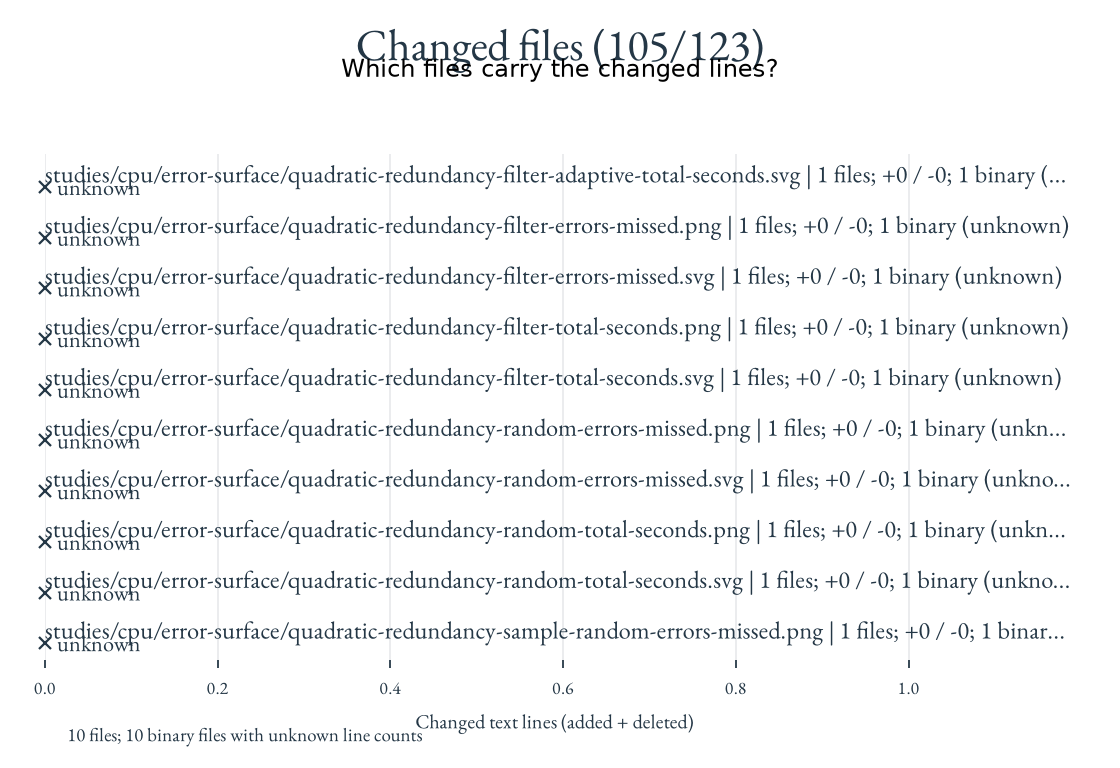 Changed files (105/123)
Which files carry the changed lines?
studies/cpu/error-surface/quadratic-redundancy-filter-adaptive-total-seconds.svg | 1 files; +0 / -0; 1 binary (...
unknown
studies/cpu/error-surface/quadratic-redundancy-filter-errors-missed.png | 1 files; +0 / -0; 1 binary (unknown)
unknown
studies/cpu/error-surface/quadratic-redundancy-filter-errors-missed.svg | 1 files; +0 / -0; 1 binary (unknown)
unknown
studies/cpu/error-surface/quadratic-redundancy-filter-total-seconds.png | 1 files; +0 / -0; 1 binary (unknown)
unknown
studies/cpu/error-surface/quadratic-redundancy-filter-total-seconds.svg | 1 files; +0 / -0; 1 binary (unknown)
unknown
studies/cpu/error-surface/quadratic-redundancy-random-errors-missed.png | 1 files; +0 / -0; 1 binary (unkn...
unknown
studies/cpu/error-surface/quadratic-redundancy-random-errors-missed.svg | 1 files; +0 / -0; 1 binary (unkno...
unknown
studies/cpu/error-surface/quadratic-redundancy-random-total-seconds.png | 1 files; +0 / -0; 1 binary (unkn...
unknown
studies/cpu/error-surface/quadratic-redundancy-random-total-seconds.svg | 1 files; +0 / -0; 1 binary (unkno...
unknown
studies/cpu/error-surface/quadratic-redundancy-sample-random-errors-missed.png | 1 files; +0 / -0; 1 binar...
unknown
0.0 0.2 0.4 0.6 0.8 1.0
Changed text lines (added + deleted)
10 files; 10 binary files with unknown line counts